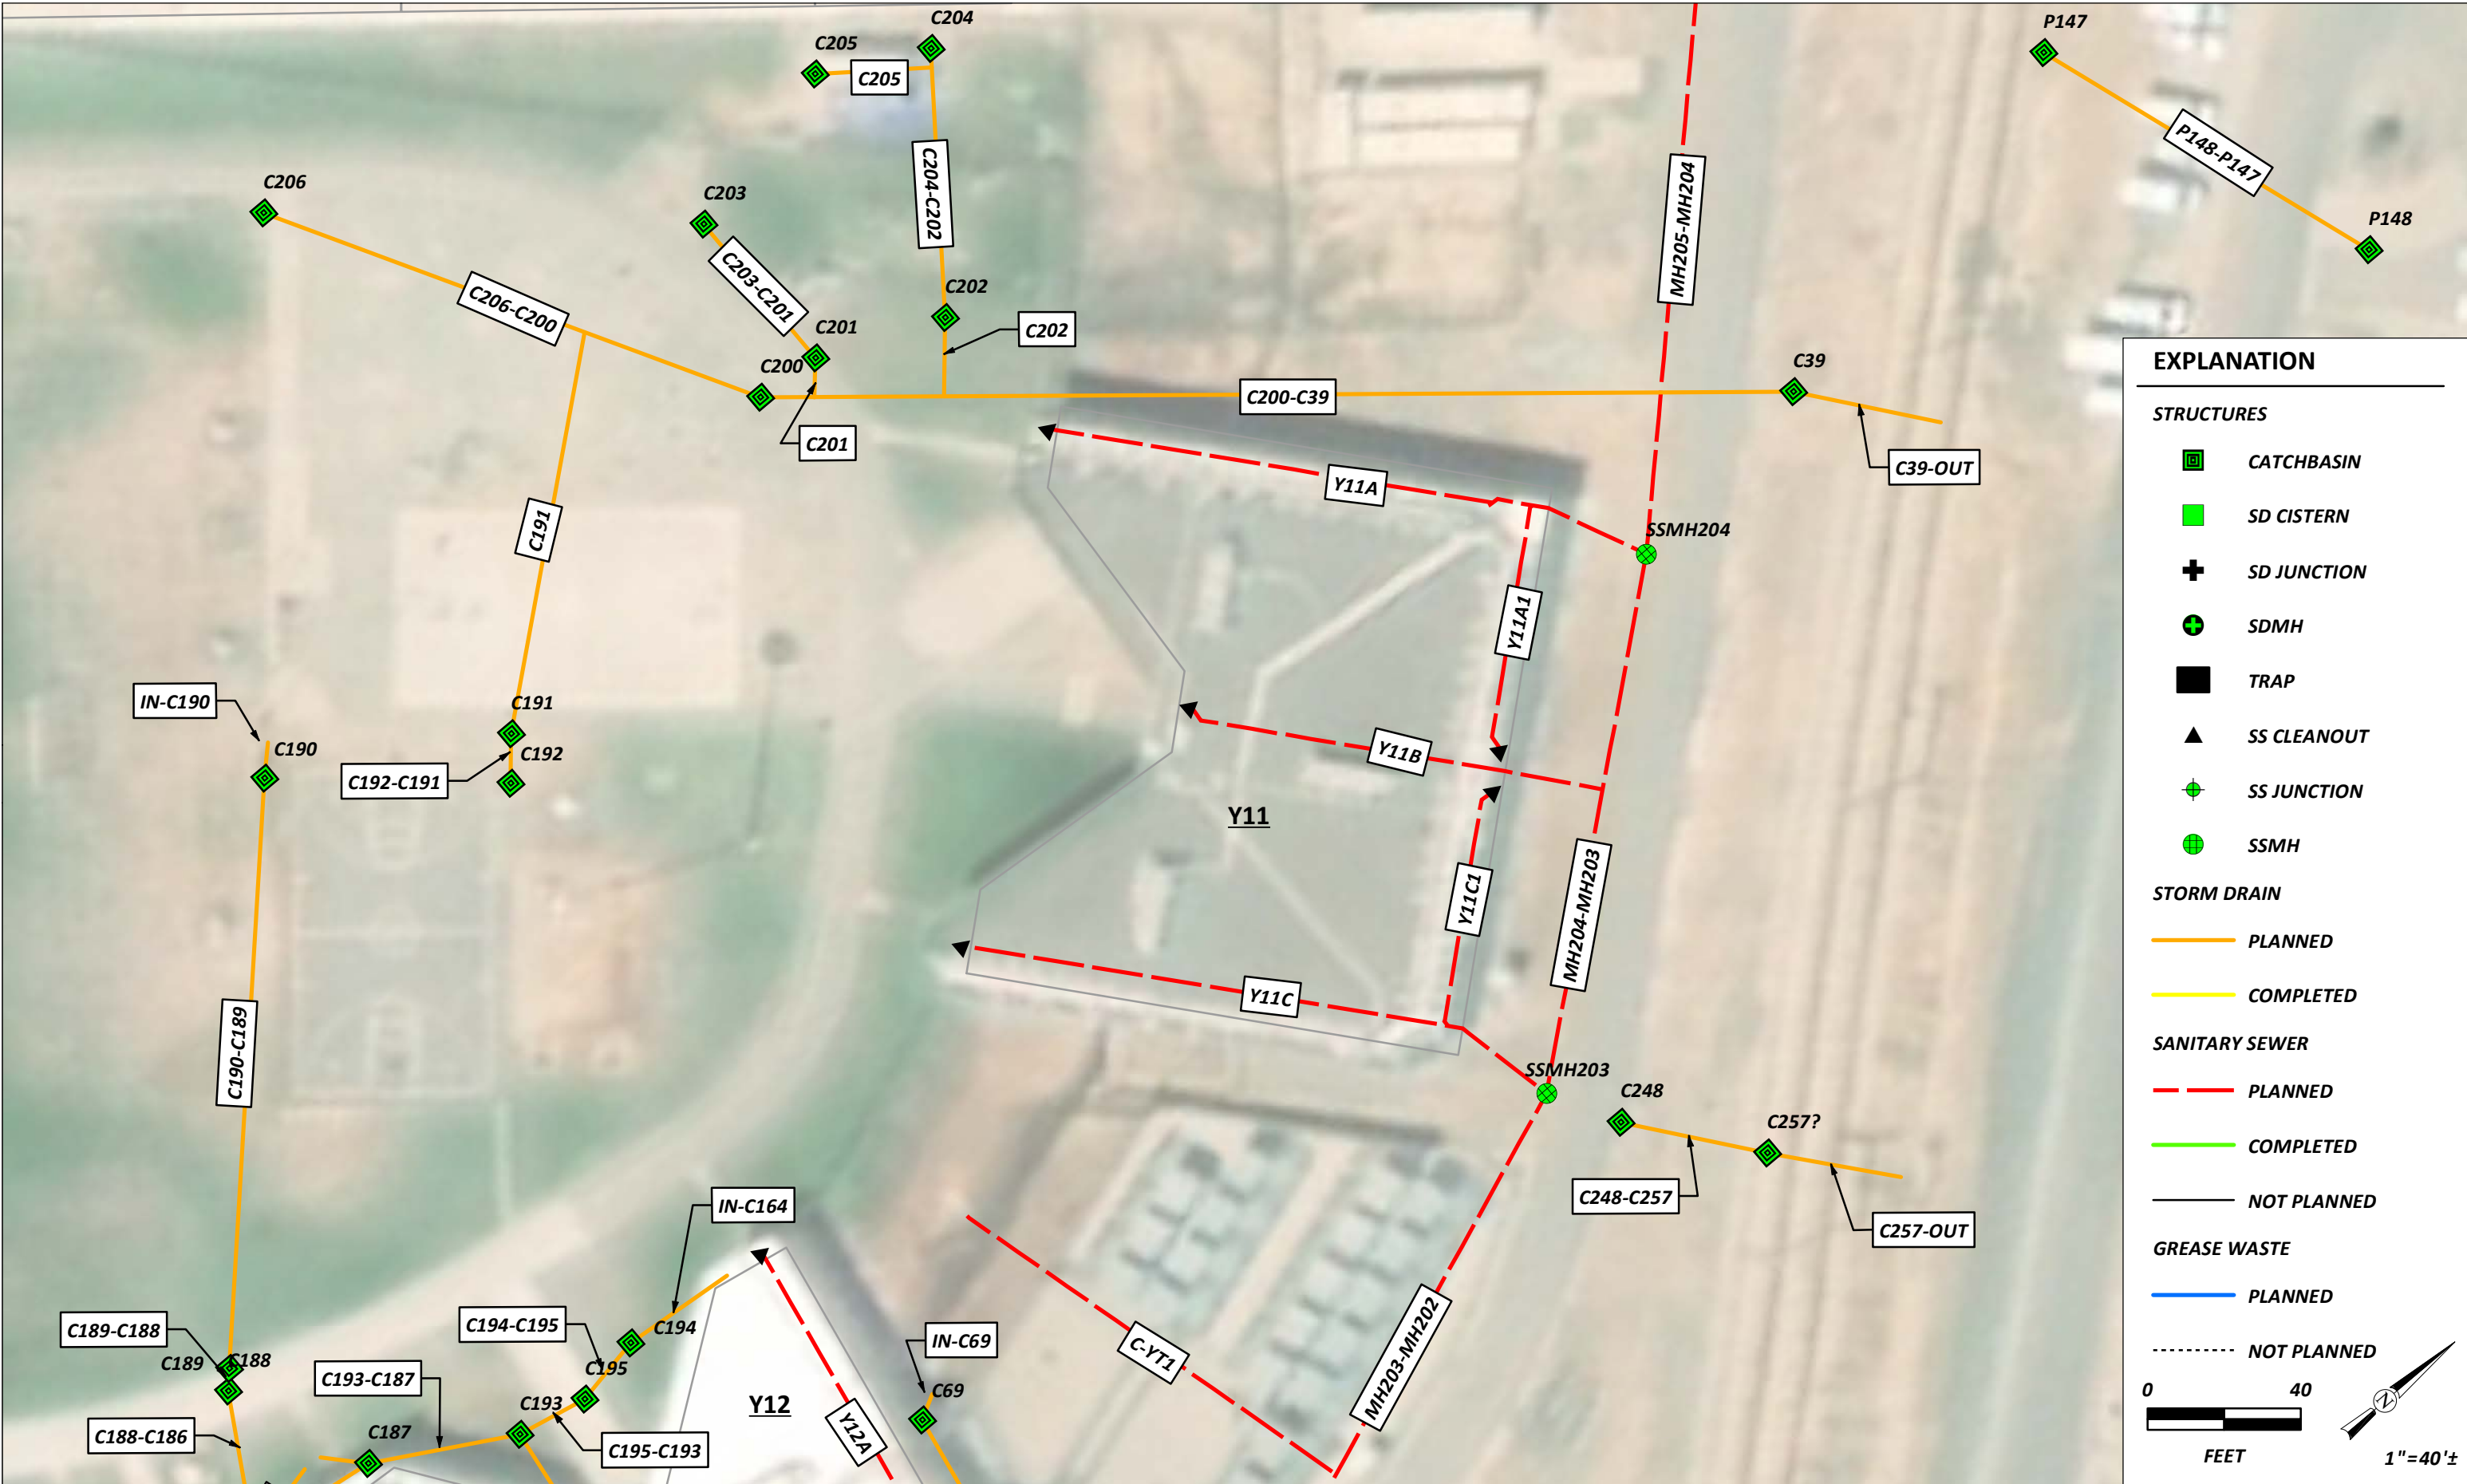 C204
P147
C205
C205
P148-P147
C204-C202
MH205-MH204
C206
C203
P148
C203-C201
C202
C206-C200
C201
C202
C200
C39
C200-C39
C201
C39-OUT
Y11A
C191
SSMH204
Y11A1
IN-C190
C191
C190
C192
C192-C191
Y11B
Y11
MH204-MH203
Y11C1
Y11C
C190-C189
SSMH203
C248
C257?
C248-C257
C257-OUT
IN-C164
C189-C188
C194-C195
C194
IN-C69
C189
C188
C195
C193-C187
C-YT1
MH203-MH202
C69
C193
Y12
Y12A
C188-C186
C187
C195-C193
EXPLANATION
STRUCTURES
CATCHBASIN
SD CISTERN
SD JUNCTION
SDMH
TRAP
SS CLEANOUT
SS JUNCTION
SSMH
STORM DRAIN
PLANNED
COMPLETED
SANITARY SEWER
PLANNED
COMPLETED
NOT PLANNED
GREASE WASTE
PLANNED
NOT PLANNED
0 40
N
FEET
1"=40'±